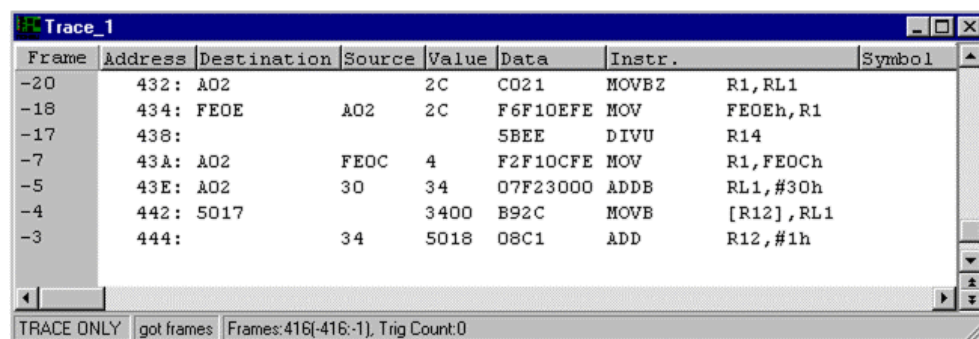 Trace_1
Frame Address Destination Source Value Data Instr. Symbol
-20 432: A02 2C C021 MOVBZ R1,RL1
-18 434: FE0E A02 2C F6F10EFE MOV FE0Eh,R1
-17 438: 5BEE DIVU R14
-7 43A: A02 FE0C 4 F2F10CFE MOV R1,FE0Ch
-5 43E: A02 30 34 07F23000 ADDB RL1,#30h
-4 442: 5017 3400 B92C MOVB [R12],RL1
-3 444: 34 5018 08C1 ADD R12,#1h
TRACE ONLY got frames Frames:416(-416:-1), Trig Count:0